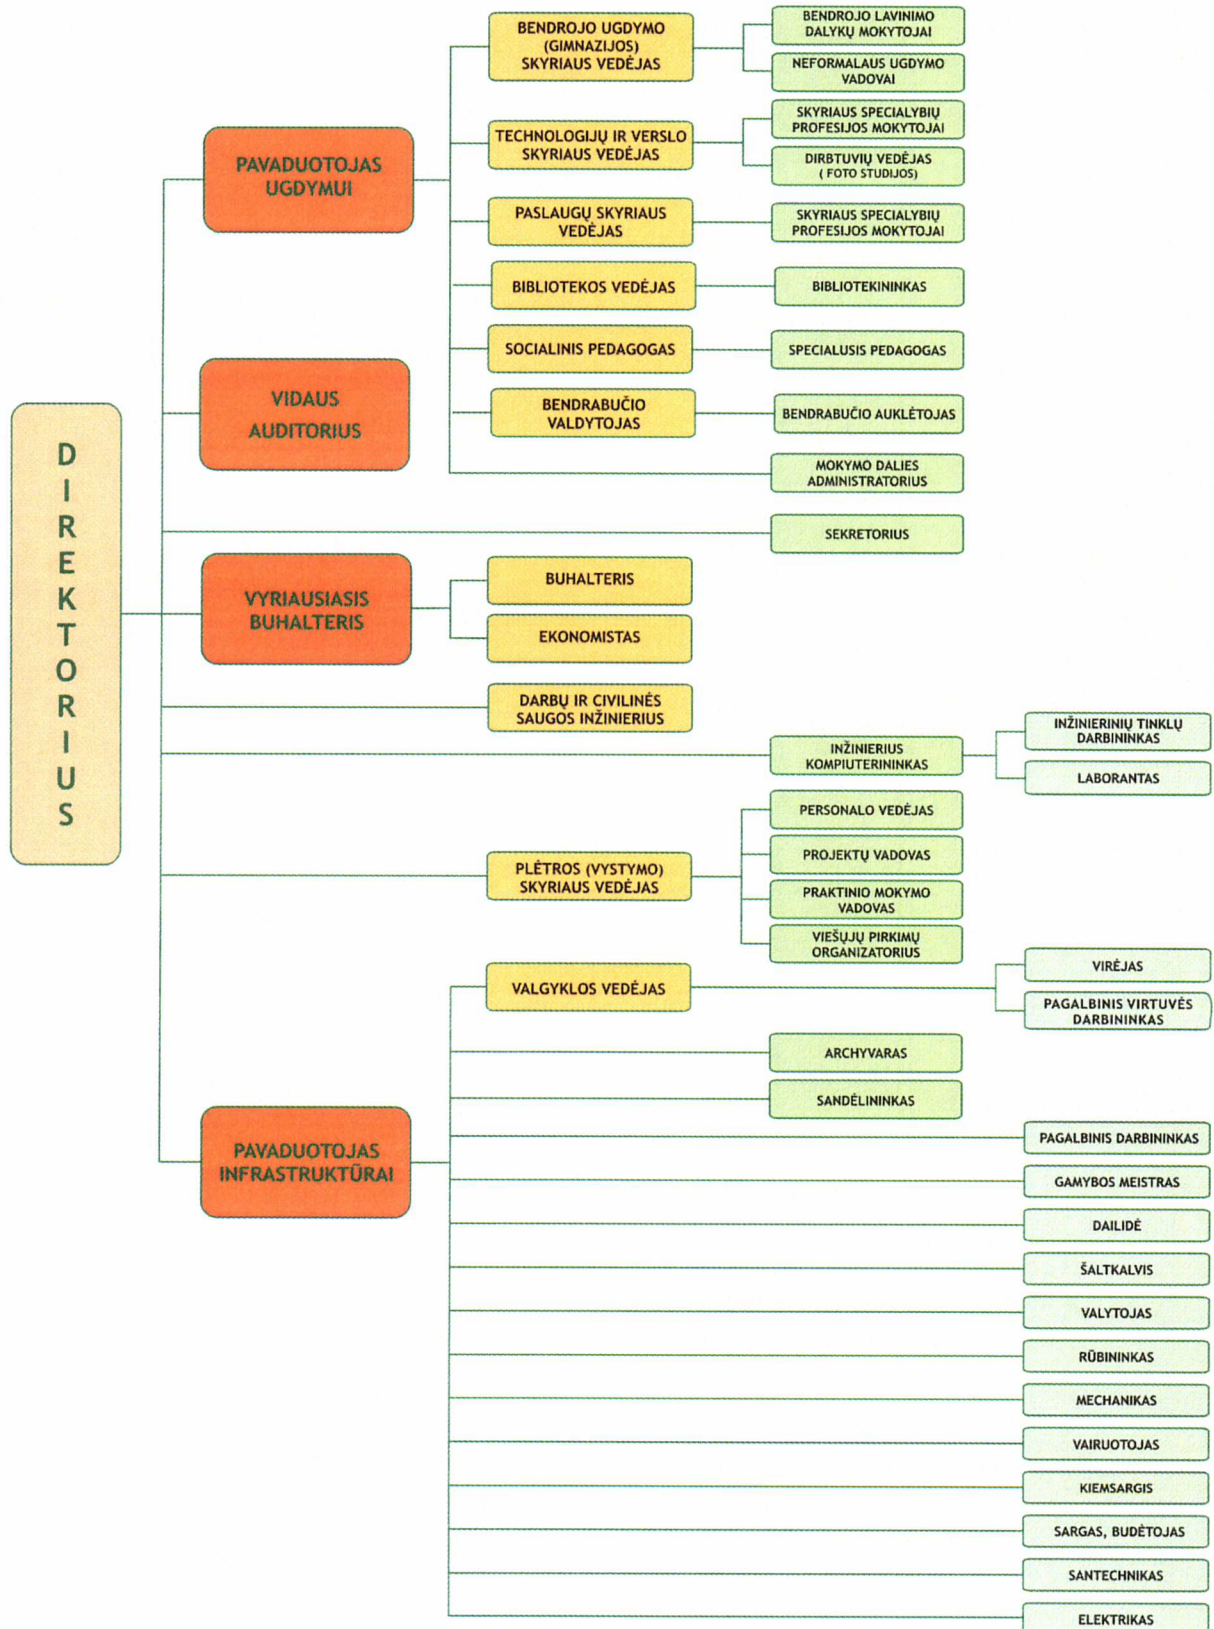 DIREKTORIUS
PAVADUOTOJAS
UGDYMUI
BENDROJO UGDYMO
(GIMNAZIJOS)
SKYRIAUS VEDĖJAS
BENDROJO LAVINIMO
DALYKŲ MOKYTOJAI
NEFORMALAUS UGDYMO
VADOVAI
TECHNOLOGIJŲ IR VERSLO
SKYRIAUS VEDĖJAS
SKYRIAUS SPECIALYBIŲ
PROFESIJOS MOKYTOJAI
DIRBTUVIŲ VEDĖJAS
( FOTO STUDIJOS)
PASLAUGŲ SKYRIAUS
VEDĖJAS
SKYRIAUS SPECIALYBIŲ
PROFESIJOS MOKYTOJAI
BIBLIOTEKOS VEDĖJAS
BIBLIOTEKININKAS
SOCIALINIS PEDAGOGAS
SPECIALUSIS PEDAGOGAS
BENDRABUČIO
VALDYTOJAS
BENDRABUČIO AUKLĖTOJAS
MOKYMO DALIES
ADMINISTRATORIUS
VIDAUS
AUDITORIUS
SEKRETORIUS
VYRIAUSIASIS
BUHALTERIS
BUHALTERIS
EKONOMISTAS
DARBŲ IR CIVILINĖS
SAUGOS INŽINIERIUS
INŽINIERIUS
KOMPIUTERININKAS
INŽINIERINIŲ TINKLŲ
DARBININKAS
LABORANTAS
PLĖTROS (VYSTYMO)
SKYRIAUS VEDĖJAS
PERSONALO VEDĖJAS
PROJEKTŲ VADOVAS
PRAKTINIO MOKYMO
VADOVAS
VIEŠŲJŲ PIRKIMŲ
ORGANIZATORIUS
PAVADUOTOJAS
INFRASTRUKTŪRAI
VALGYKLOS VEDĖJAS
VIRĖJAS
PAGALBINIS VIRTUVĖS
DARBININKAS
ARCHYVARAS
SANDĖLININKAS
PAGALBINIS DARBININKAS
GAMYBOS MEISTRAS
DAILIDĖ
ŠALTKALVIS
VALYTOJAS
RŪBININKAS
MECHANIKAS
VAIRUOTOJAS
KIEMSARGIS
SARGAS, BUDĖTOJAS
SANTECHNIKAS
ELEKTRIKAS